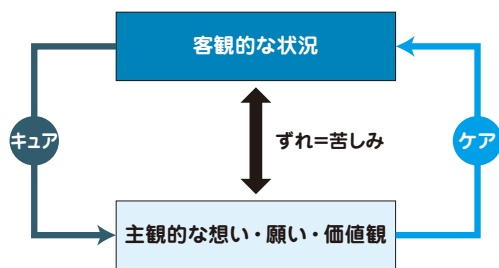 客観的な状況
キュア
ずれ=苦しみ
ケア
主観的な想い・願い・価値観